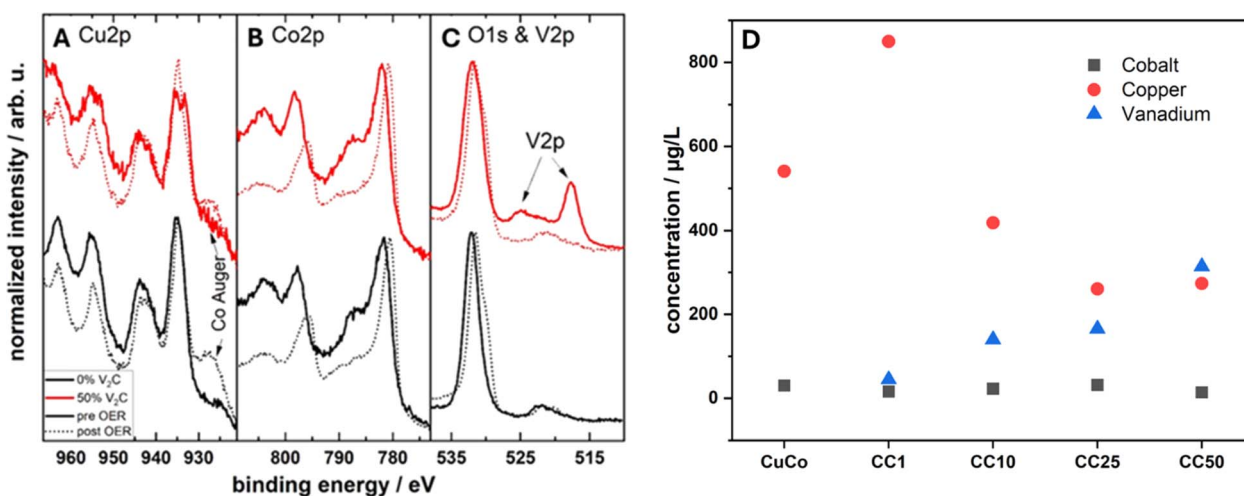 A Cu2p
B Co2p
C O1s & V2p
V2p
Co Auger
0% V₂C
50% V₂C
pre OER
post OER
normalized intensity / arb. u.
960 950 940 930
800 790 780
535 525 515
binding energy / eV
D
Cobalt
Copper
Vanadium
concentration / µg/L
800
600
400
200
0
CuCo CC1 CC10 CC25 CC50